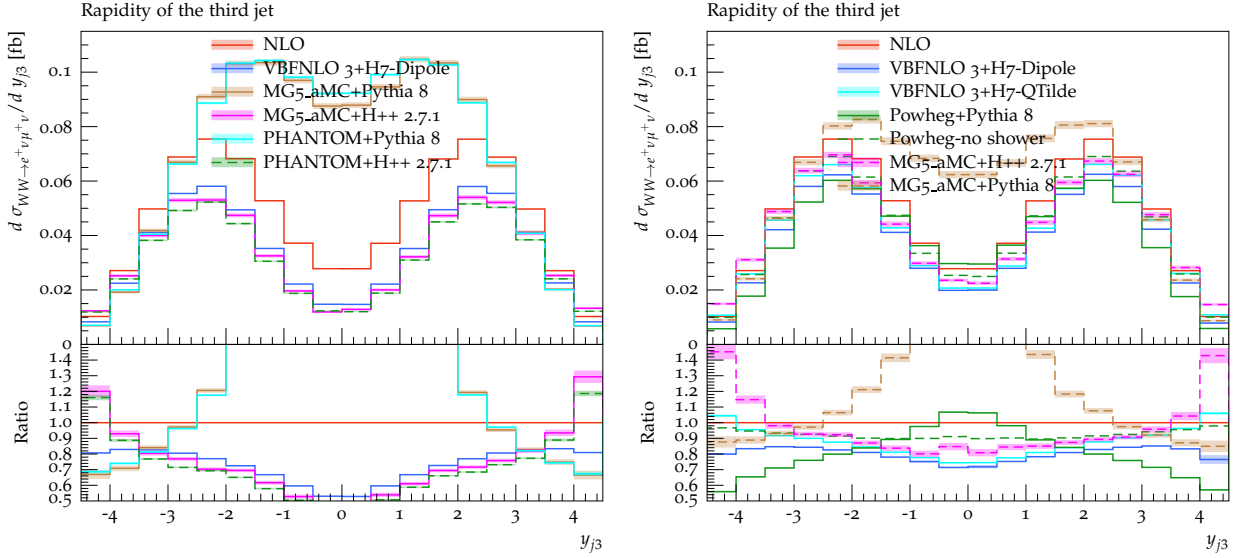 Rapidity of the third jet
NLO
VBFNLO 3+H7-Dipole
MG5_aMC+Pythia 8
MG5_aMC+H++ 2.7.1
PHANTOM+Pythia 8
PHANTOM+H++ 2.7.1
d σ_{WW→e⁺νμ⁺ν}/d y_{j3} [fb]
0.1
0.08
0.06
0.04
0.02
0
1.4
1.3
1.2
1.1
1.0
0.9
0.8
0.7
0.6
0.5
Ratio
-4 -3 -2 -1 0 1 2 3 4
y_{j3}
Rapidity of the third jet
NLO
VBFNLO 3+H7-Dipole
VBFNLO 3+H7-QTilde
Powheg+Pythia 8
Powheg-no shower
MG5_aMC+H++ 2.7.1
MG5_aMC+Pythia 8
d σ_{WW→e⁺νμ⁺ν}/d y_{j3} [fb]
0.1
0.08
0.06
0.04
0.02
0
1.4
1.3
1.2
1.1
1.0
0.9
0.8
0.7
0.6
0.5
Ratio
-4 -3 -2 -1 0 1 2 3 4
y_{j3}